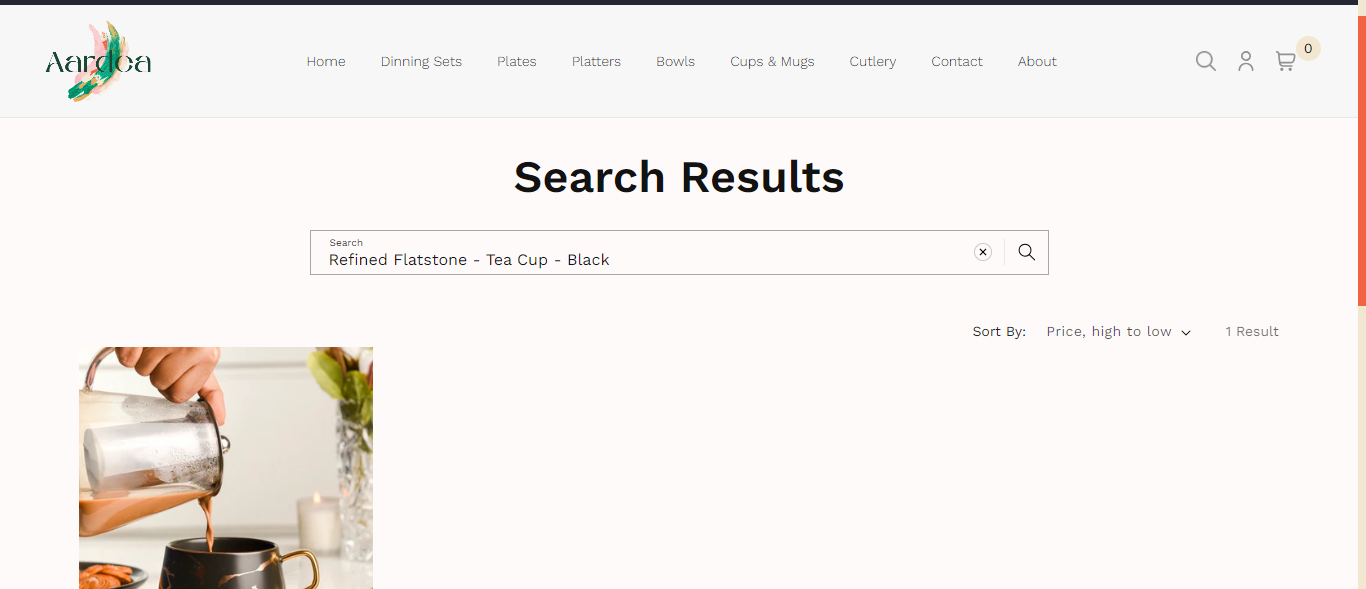 Aardea
Home Dinning Sets Plates Platters Bowls Cups & Mugs Cutlery Contact About
0
Search Results
Search
Refined Flatstone - Tea Cup - Black
Sort By: Price, high to low 1 Result